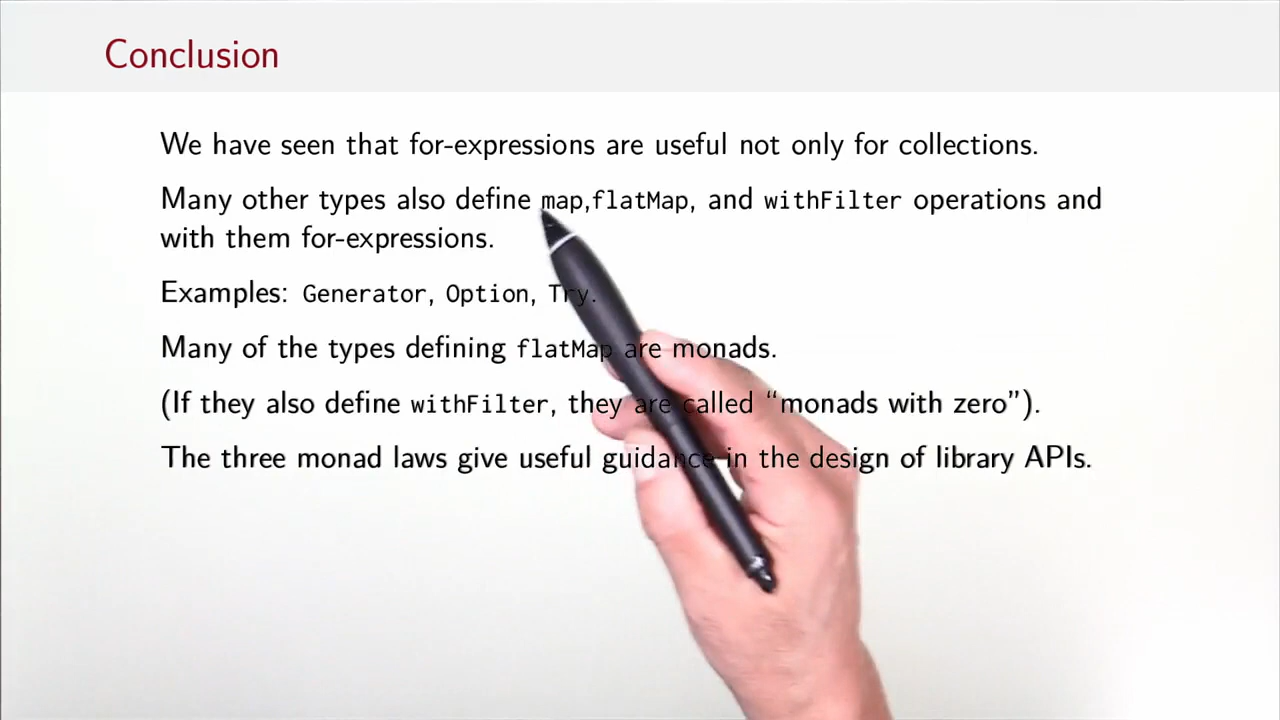 Conclusion
We have seen that for-expressions are useful not only for collections.
Many other types also define map,flatMap, and withFilter operations and
with them for-expressions.
Examples: Generator, Option, Try.
Many of the types defining flatMap are monads.
(If they also define withFilter, they are called “monads with zero”).
The three monad laws give useful guidance in the design of library APIs.